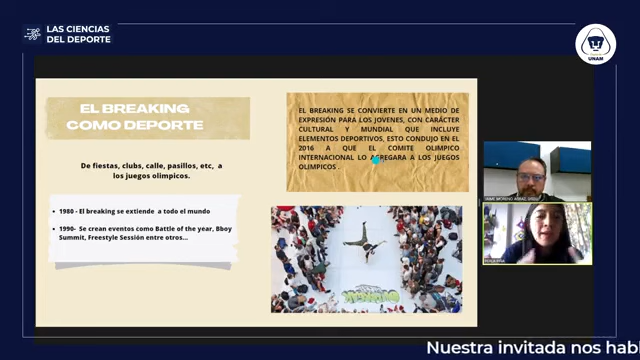 LAS CIENCIAS
DEL DEPORTE
UNAM
EL BREAKING
COMO DEPORTE
De fiestas, clubs, calle, pasillos, etc, a
los juegos olimpicos.
1980 - El breaking se extiende a todo el mundo
1990- Se crean eventos como Battle of the year, Bboy
Summit, Freestyle Sessión entre otros...
EL BREAKING SE CONVIERTE EN UN MEDIO DE
EXPRESIÓN PARA LOS JOVENES, CON CARÁCTER
CULTURAL Y MUNDIAL QUE INCLUYE
ELEMENTOS DEPORTIVOS, ESTO CONDUJO EN EL
2016 A QUE EL COMITE OLIMPICO
INTERNACIONAL LO AGREGARA A LOS JUEGOS
OLIMPICOS .
Nuestra invitada nos habl